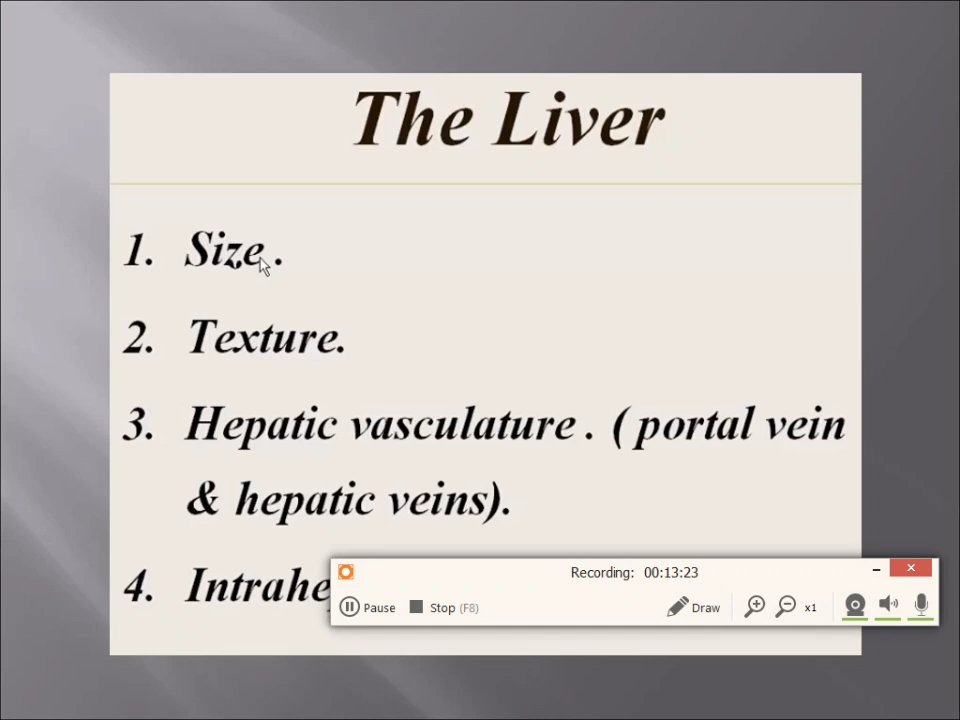 The Liver
1. Size .
2. Texture.
3. Hepatic vasculature . ( portal vein
& hepatic veins).
4.
Recording: 00:13:23
Pause Stop (F8) Draw x1